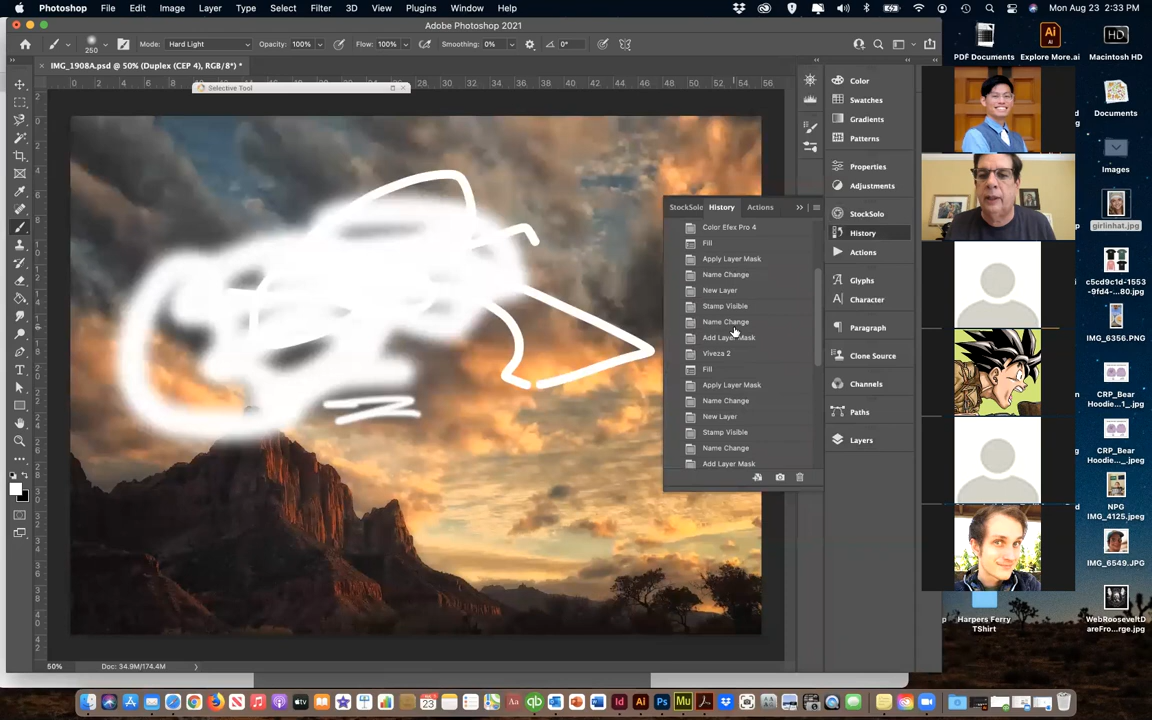 Photoshop File Edit Image Layer Type Select Filter 3D View Plugins Window Help Mon Aug 23 2:33 PM
Adobe Photoshop 2021
250 Mode: Hard Light Opacity: 100% Flow: 100% Smoothing: 0% 0°
IMG_1908A.psd @ 50% (Duplex (CEP 4), RGB/8*) *
Selective Tool
StockSolo History Actions
Color Efex Pro 4
Fill
Apply Layer Mask
Name Change
New Layer
Stamp Visible
Name Change
Add Layer Mask
Viveza 2
Fill
Apply Layer Mask
Name Change
New Layer
Stamp Visible
Name Change
Add Layer Mask
Color
Swatches
Gradients
Patterns
Properties
Adjustments
StockSolo
History
Actions
Glyphs
Character
Paragraph
Clone Source
Channels
Paths
Layers
50% Doc: 34.9M/174.4M
PDF Documents
Explore More.ai
Macintosh HD
Documents
Images
girlinhat.jpg
c5cd9c1d-1553
-9fd4-...80.jpg
IMG_6356.PNG
CRP_Bear
Hoodie..._1_.jpeg
CRP_Bear
Hoodie..._.jpeg
NPG
IMG_4125.jpeg
IMG_6549.JPG
Harpers Ferry
TShirt
WebRooseveltD
areFro...rge.jpg